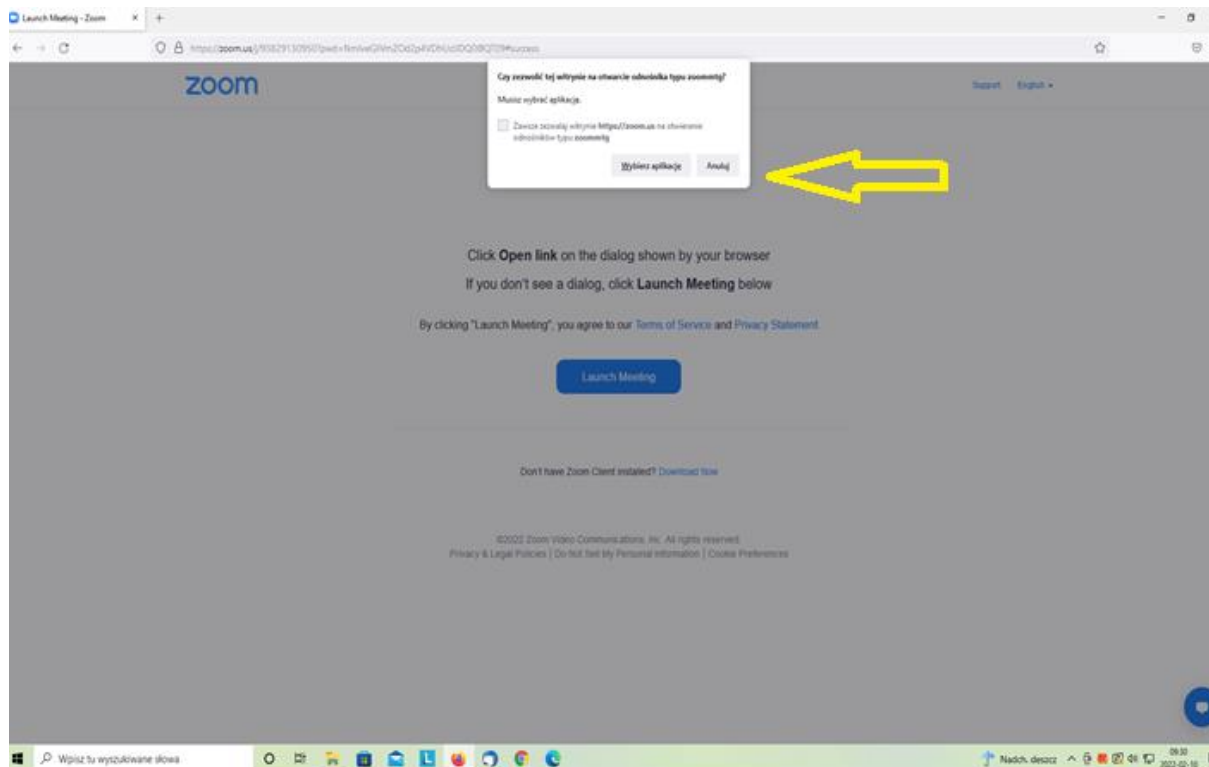 Launch Meeting - Zoom
https://zoom.us
zoom
Support English
Czy zezwolić tej witrynie na otwarcie odnośnika typu zoommtg?
Musisz wybrać aplikację.
Zawsze zezwalaj witrynie https://zoom.us na otwieranie
odnośników typu zoommtg
Wybierz aplikację Anuluj
Click Open link on the dialog shown by your browser
If you don't see a dialog, click Launch Meeting below
By clicking "Launch Meeting", you agree to our Terms of Service and Privacy Statement
Launch Meeting
Don't have Zoom Client installed? Download Now
©2022 Zoom Video Communications, Inc. All rights reserved.
Privacy & Legal Policies | Do Not Sell My Personal Information | Cookie Preferences
Wpisz tu wyszukiwane słowa
Nadch. deszcz